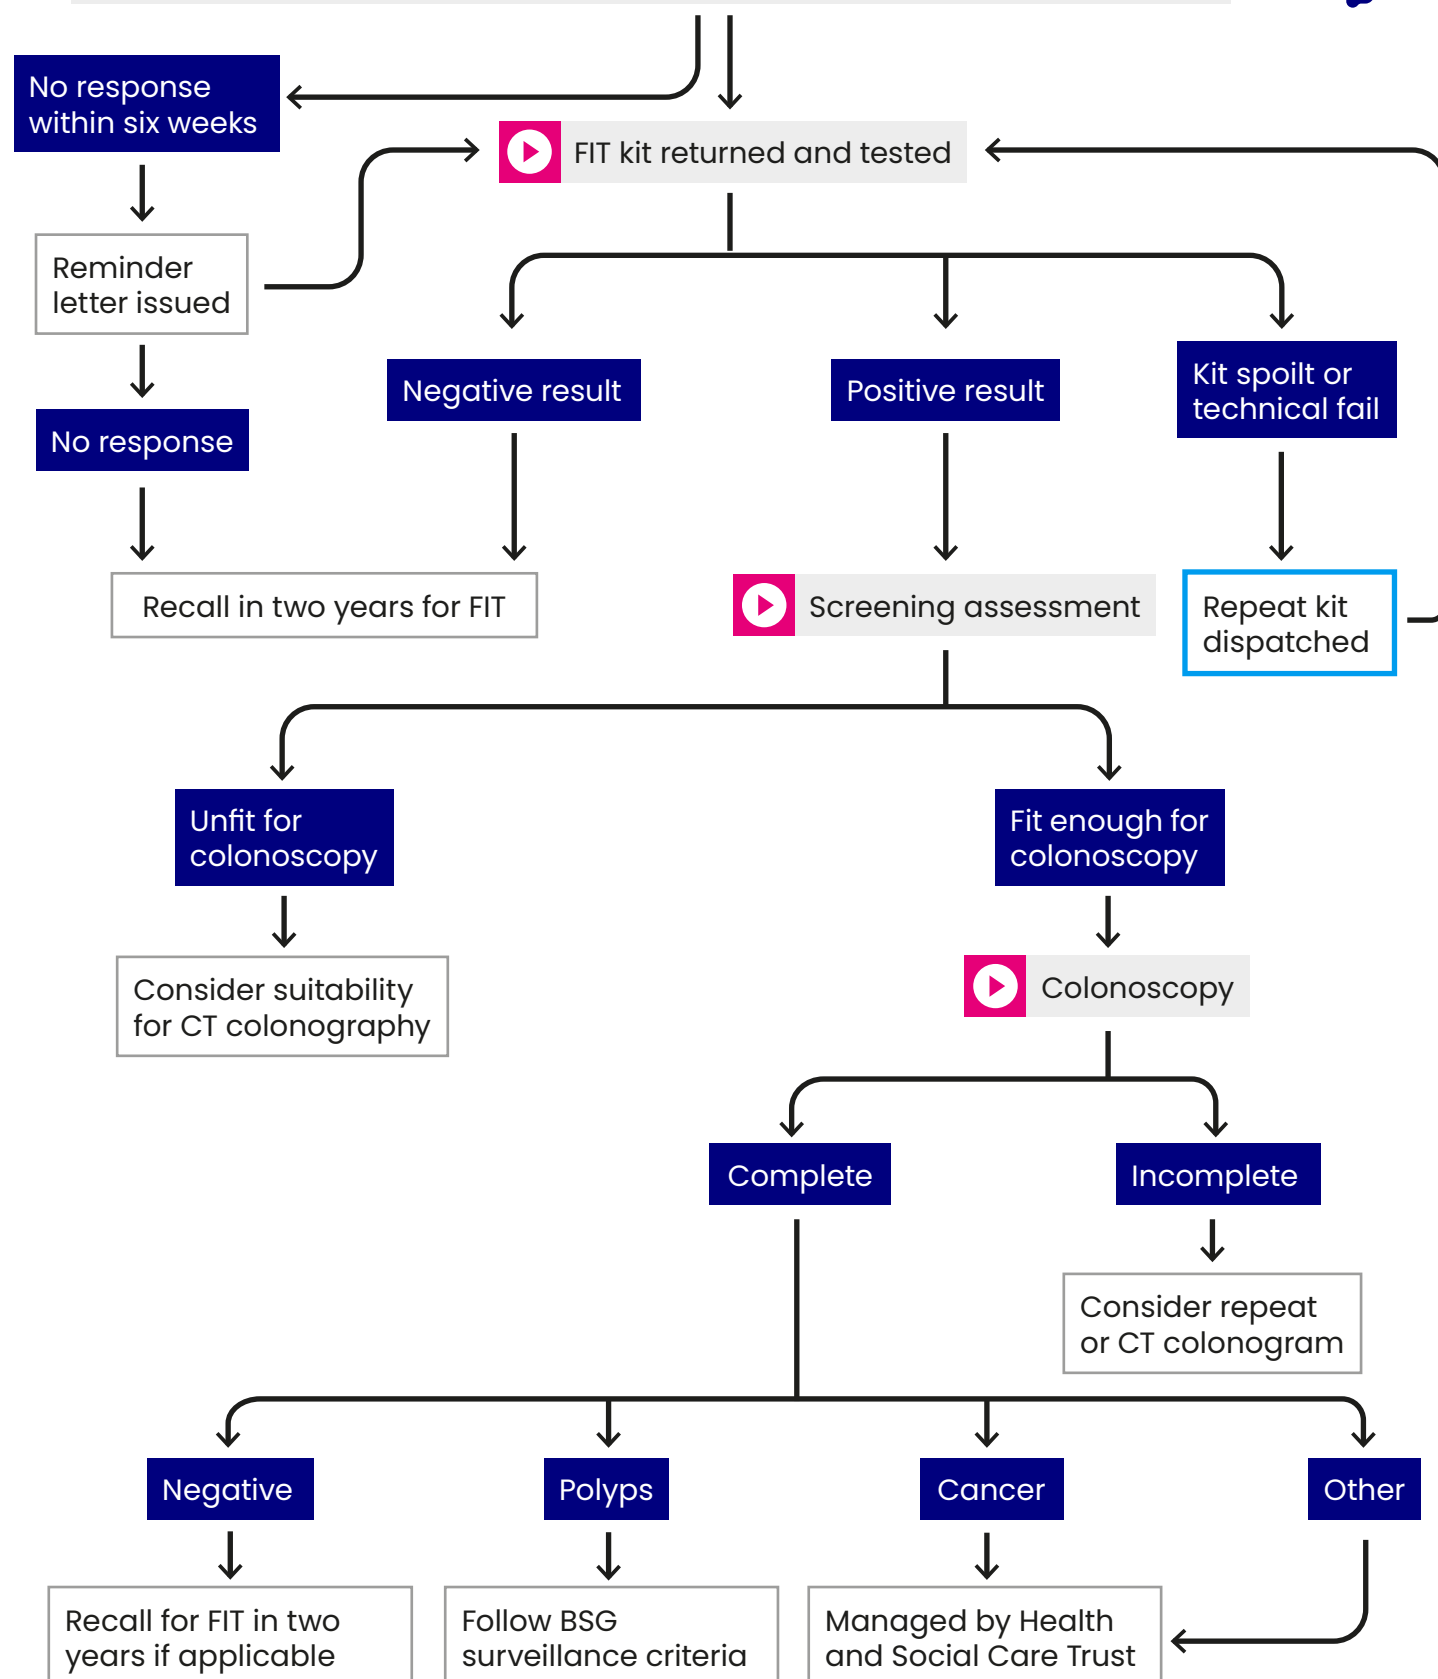 No response
within six weeks
FIT kit returned and tested
Reminder
letter issued
Negative result
Positive result
Kit spoilt or
technical fail
No response
Recall in two years for FIT
Screening assessment
Repeat kit
dispatched
Unfit for
colonoscopy
Fit enough for
colonoscopy
Consider suitability
for CT colonography
Colonoscopy
Complete
Incomplete
Consider repeat
or CT colonogram
Negative
Polyps
Cancer
Other
Recall for FIT in two
years if applicable
Follow BSG
surveillance criteria
Managed by Health
and Social Care Trust